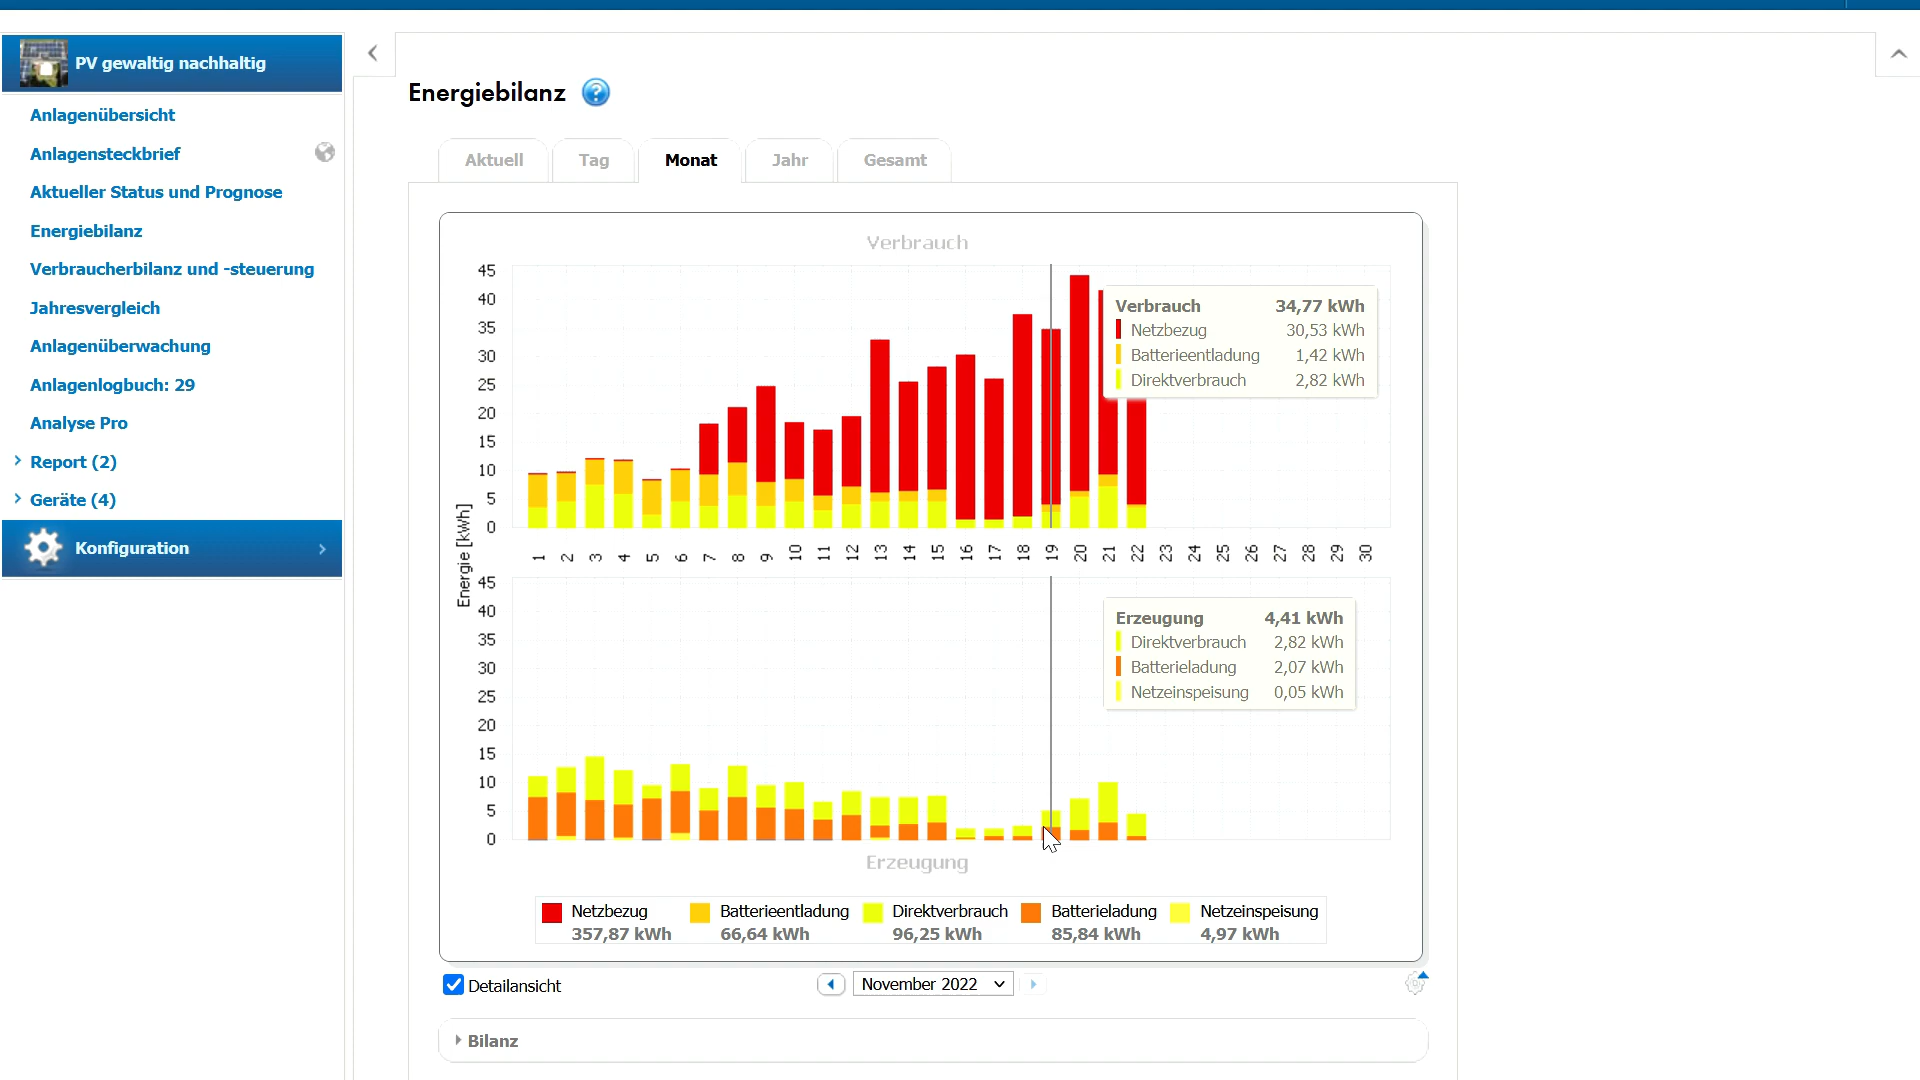 PV gewaltig nachhaltig
Anlagenübersicht
Anlagensteckbrief
Aktueller Status und Prognose
Energiebilanz
Verbraucherbilanz und -steuerung
Jahresvergleich
Anlagenüberwachung
Anlagenlogbuch: 29
Analyse Pro
Report (2)
Geräte (4)
Konfiguration
Energiebilanz ?
Aktuell Tag Monat Jahr Gesamt
Verbrauch
45
40
35
30
25
20
15
10
5
0
Verbrauch 34,77 kWh
Netzbezug 30,53 kWh
Batterieentladung 1,42 kWh
Direktverbrauch 2,82 kWh
Energie [kWh]
1 2 3 4 5 6 7 8 9 10 11 12 13 14 15 16 17 18 19 20 21 22 23 24 25 26 27 28 29 30
45
40
35
30
25
20
15
10
5
0
Erzeugung 4,41 kWh
Direktverbrauch 2,82 kWh
Batterieladung 2,07 kWh
Netzeinspeisung 0,05 kWh
Erzeugung
Netzbezug Batterieentladung Direktverbrauch Batterieladung Netzeinspeisung
357,87 kWh 66,64 kWh 96,25 kWh 85,84 kWh 4,97 kWh
Detailansicht
November 2022
Bilanz